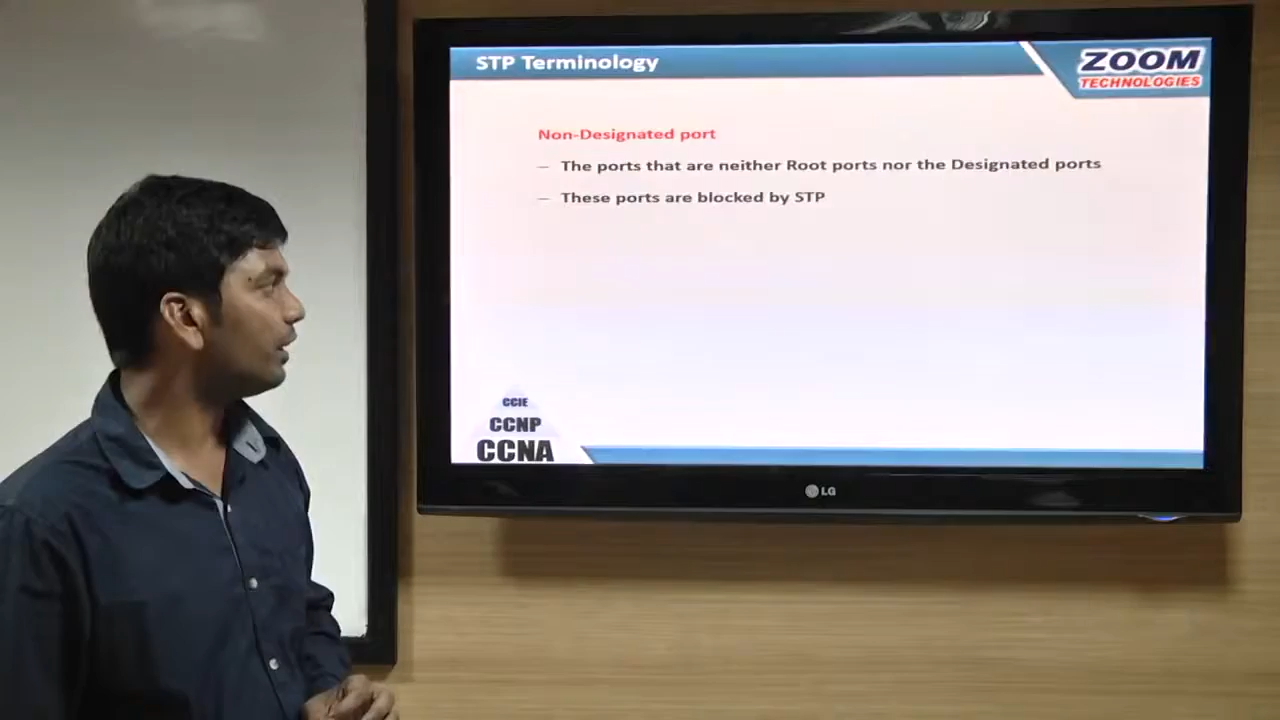 STP Terminology
ZOOM
TECHNOLOGIES
Non-Designated port
– The ports that are neither Root ports nor the Designated ports
– These ports are blocked by STP
CCIE
CCNP
CCNA
LG